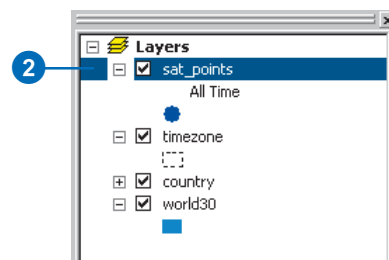 Layers
2
sat_points
All Time
timezone
country
world30